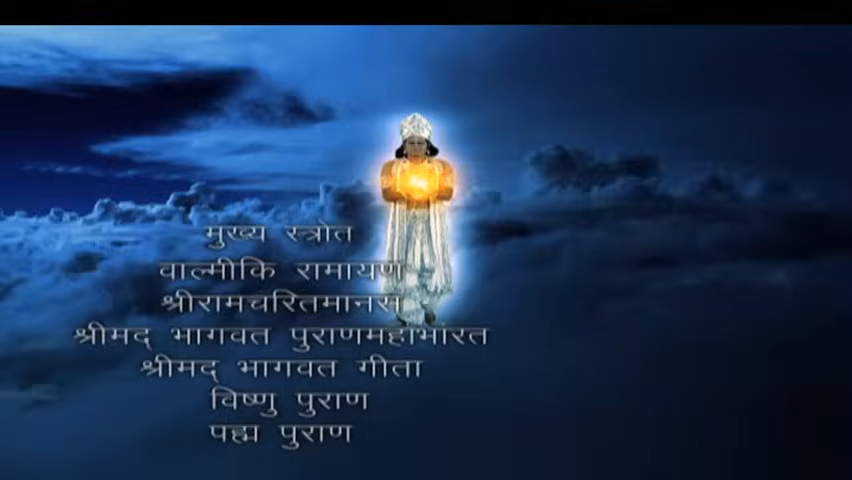 मुख्य स्त्रोत
वाल्मीकि रामायण
श्रीरामचरितमानस
श्रीमद् भागवत पुराणमहाभारत
श्रीमद् भागवत गीता
विष्णु पुराण
पद्म पुराण